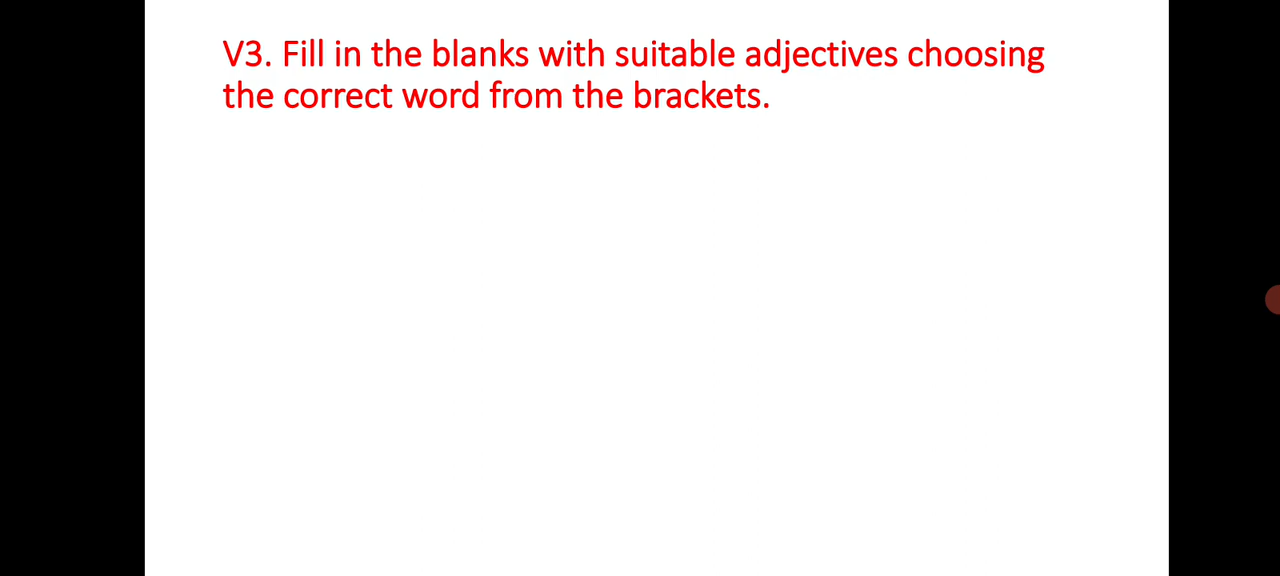 V3. Fill in the blanks with suitable adjectives choosing
the correct word from the brackets.